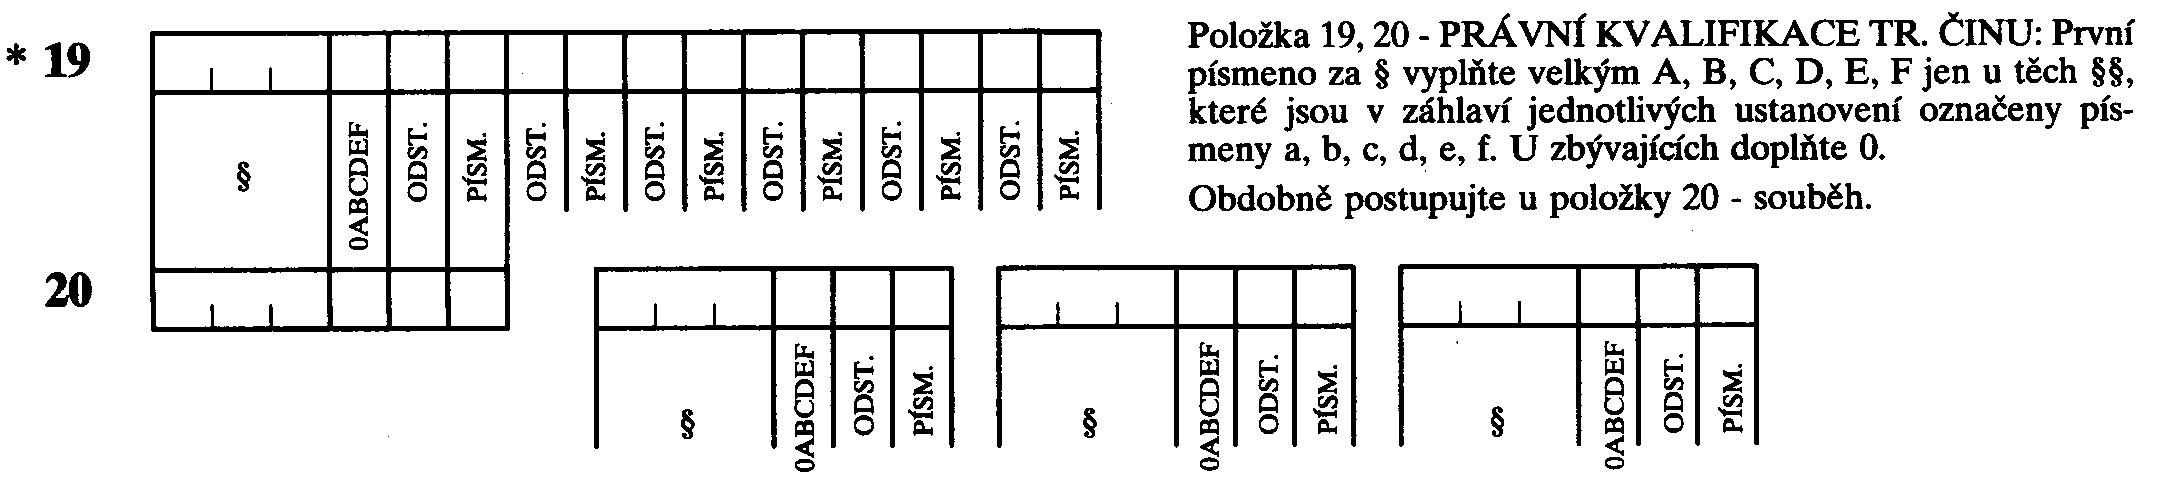 * 19
§ 0ABCDEF ODST. PÍSM. ODST. PÍSM. ODST. PÍSM. ODST. PÍSM. ODST. PÍSM. ODST. PÍSM.
Položka 19, 20 - PRÁVNÍ KVALIFIKACE TR. ČINU: První
písmeno za § vyplňte velkým A, B, C, D, E, F jen u těch §§,
které jsou v záhlaví jednotlivých ustanovení označeny pís-
meny a, b, c, d, e, f. U zbývajících doplňte 0.
Obdobně postupujte u položky 20 - souběh.
20
§ 0ABCDEF ODST. PÍSM. § 0ABCDEF ODST. PÍSM. § 0ABCDEF ODST. PÍSM.